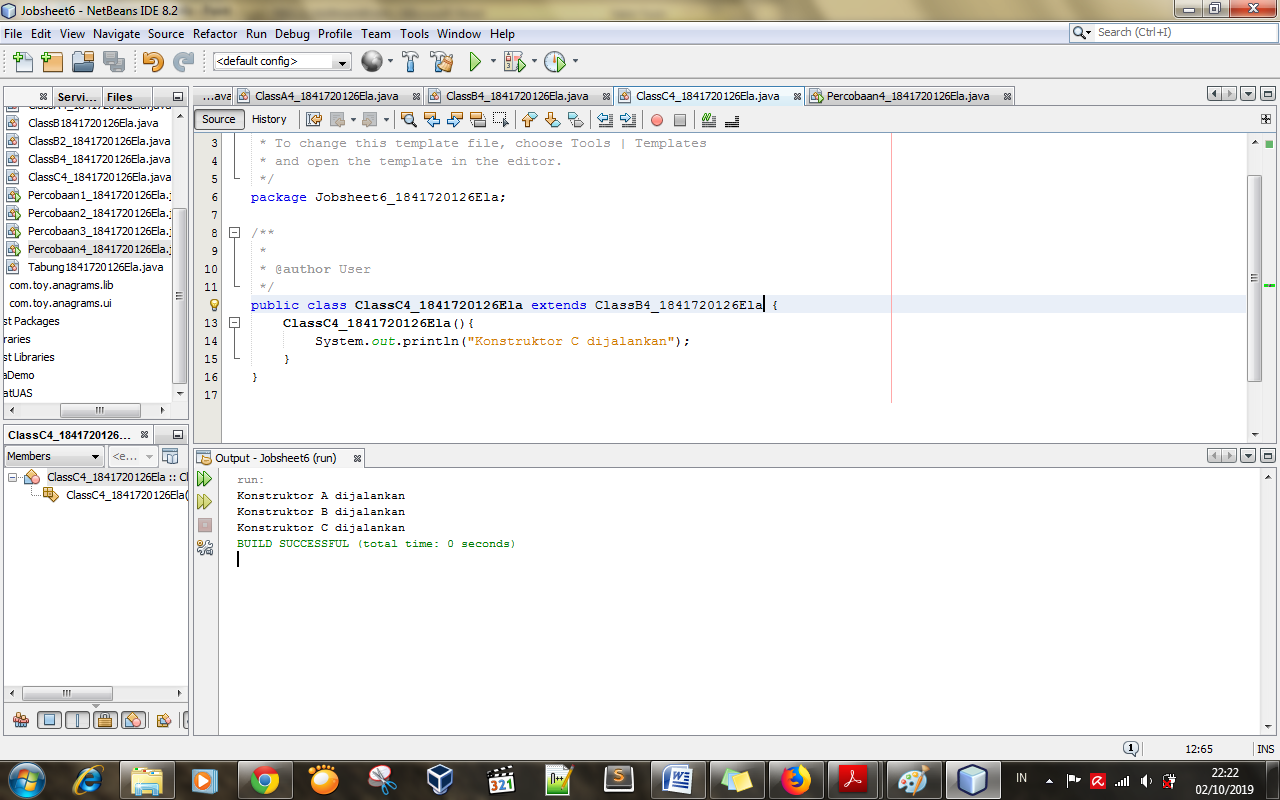 Jobsheet6 - NetBeans IDE 8.2
File Edit View Navigate Source Refactor Run Debug Profile Team Tools Window Help
Search (Ctrl+I)
<default config>
Servi... Files
...ava ClassA4_1841720126Ela.java ClassB4_1841720126Ela.java ClassC4_1841720126Ela.java Percobaan4_1841720126Ela.java
Source History
ClassB1841720126Ela.java
ClassB2_1841720126Ela.java
ClassB4_1841720126Ela.java
ClassC4_1841720126Ela.java
Percobaan1_1841720126Ela.j
Percobaan2_1841720126Ela.j
Percobaan3_1841720126Ela.j
Percobaan4_1841720126Ela.j
Tabung1841720126Ela.java
com.toy.anagrams.lib
com.toy.anagrams.ui
st Packages
raries
st Libraries
aDemo
atUAS
3 * To change this template file, choose Tools | Templates
4 * and open the template in the editor.
5 */
6 package Jobsheet6_1841720126Ela;
7
8 /**
9 *
10 * @author User
11 */
public class ClassC4_1841720126Ela extends ClassB4_1841720126Ela {
13 ClassC4_1841720126Ela(){
14 System.out.println("Konstruktor C dijalankan");
15 }
16 }
17
ClassC4_1841720126...
Members <e...
ClassC4_1841720126Ela :: Cl
ClassC4_1841720126Ela(
Output - Jobsheet6 (run)
run:
Konstruktor A dijalankan
Konstruktor B dijalankan
Konstruktor C dijalankan
BUILD SUCCESSFUL (total time: 0 seconds)
1 12:65 INS
321
IN
22:22
02/10/2019